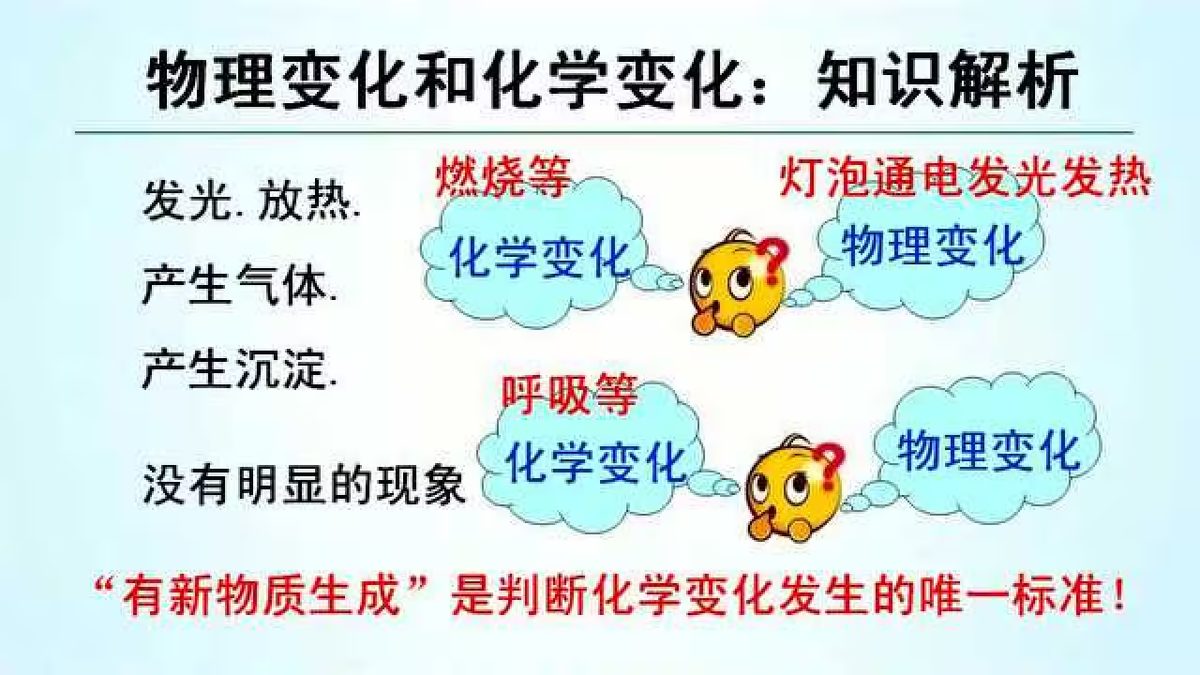 物理变化和化学变化：知识解析
燃烧等
灯泡通电发光发热
发光.放热.
化学变化
?
物理变化
产生气体.
产生沉淀.
呼吸等
化学变化
?
物理变化
没有明显的现象
“有新物质生成”是判断化学变化发生的唯一标准！